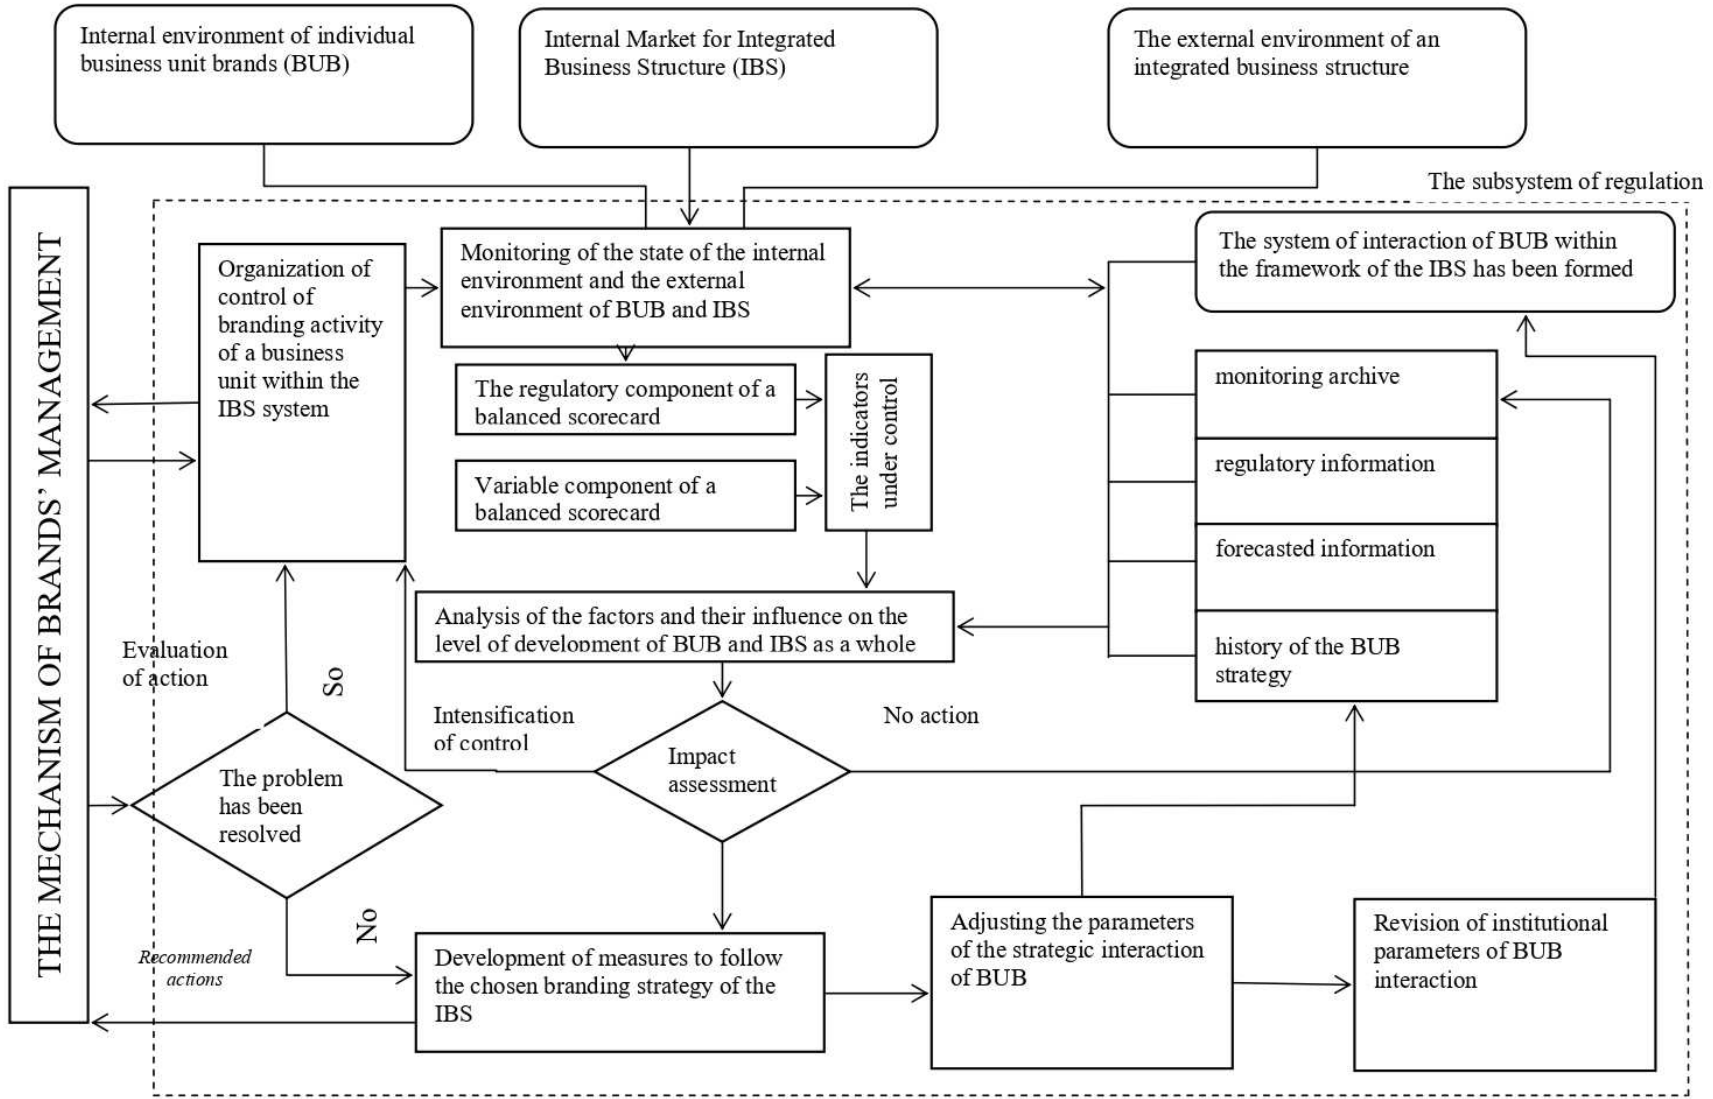 Internal environment of individual
business unit brands (BUB)
Internal Market for Integrated
Business Structure (IBS)
The external environment of an
integrated business structure
The subsystem of regulation
THE MECHANISM OF BRANDS’ MANAGEMENT
Organization of
control of
branding activity
of a business
unit within the
IBS system
Monitoring of the state of the internal
environment and the external
environment of BUB and IBS
The system of interaction of BUB within
the framework of the IBS has been formed
The regulatory component of a
balanced scorecard
Variable component of a
balanced scorecard
The indicators
under control
monitoring archive
regulatory information
forecasted information
history of the BUB
strategy
Analysis of the factors and their influence on the
level of development of BUB and IBS as a whole
Evaluation
of action
So
Intensification
of control
No action
Impact
assessment
The problem
has been
resolved
No
Recommended
actions
Development of measures to follow
the chosen branding strategy of the
IBS
Adjusting the parameters
of the strategic interaction
of BUB
Revision of institutional
parameters of BUB
interaction